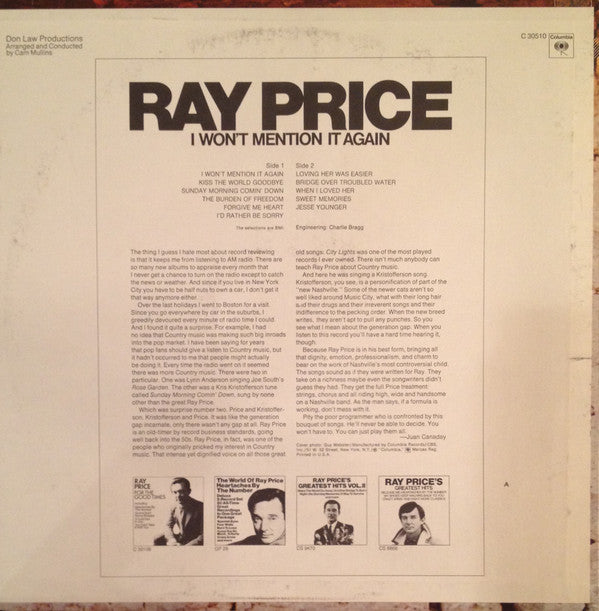 Don Law Productions
Arranged and Conducted
by Cam Mullins
C 30510
Columbia
RAY PRICE
I WON'T MENTION IT AGAIN
Side 1
I WON'T MENTION IT AGAIN
KISS THE WORLD GOODBYE
SUNDAY MORNING COMIN' DOWN
THE BURDEN OF FREEDOM
FORGIVE ME HEART
I'D RATHER BE SORRY
The selections are BMI.
Side 2
LOVING HER WAS EASIER
BRIDGE OVER TROUBLED WATER
WHEN I LOVED HER
SWEET MEMORIES
JESSE YOUNGER
Engineering: Charlie Bragg
The thing I guess I hate most about record reviewing
is that it keeps me from listening to AM radio. There are
so many new albums to appraise every month that
I never get a chance to turn on the radio except to catch
the news or weather. And since if you live in New York
City you have to be half nuts to own a car, I don't get it
that way anymore either.
Over the last holidays I went to Boston for a visit.
Since you go everywhere by car in the suburbs, I
greedily devoured every minute of radio time I could.
And I found it quite a surprise. For example, I had
no idea that Country music was making such big inroads
into the pop market. I have been saying for years
that pop fans should give a listen to Country music, but
it hadn't occurred to me that people might actually
be doing it. Every time the radio went on it seemed
there was more Country music. There were two in
particular. One was Lynn Anderson singing Joe South's
Rose Garden. The other was a Kris Kristofferson tune
called Sunday Morning Comin' Down, sung by none
other than the great Ray Price.
Which was surprise number two. Price and Kristoffer-
son, Kristofferson and Price. It was like the generation
gap incarnate, only there wasn't any gap at all. Ray Price
is an old-timer by record business standards, going
well back into the 50s. Ray Price, in fact, was one of the
people who originally pricked my interest in Country
music. That intense yet dignified voice on all those great
old songs: City Lights was one of the most played
records I ever owned. There isn't much anybody can
teach Ray Price about Country music.
And here he was singing a Kristofferson song.
Kristofferson, you see, is a personification of part of the
"new Nashville." Some of the newer cats aren't so
well liked around Music City, what with their long hair
and their drugs and their irreverent songs and their
indifference to the pecking order. When the new breed
writes, they aren't apt to pull any punches. So you
see what I mean about the generation gap. When you
listen to this record you'll have a hard time hearing it,
though.
Because Ray Price is in his best form, bringing all
that dignity, emotion, professionalism, and charm to
bear on the work of Nashville's most controversial child.
The songs sound as if they were written for Ray. They
take on a richness maybe even the songwriters didn't
guess they had. They get the full Price treatment:
strings, chorus and all riding high, wide and handsome
on a Nashville band. As the man says, if a formula is
working, don't mess with it.
Pity the poor programmer who is confronted by this
bouquet of songs. He'll never be able to decide. You
won't have to. You can just play them all.
—Juan Canaday
Cover photo: Gus Webster/Manufactured by Columbia Records/CBS,
Inc./51 W. 52 Street, New York, N.Y./® "Columbia," Marcas Reg.
Printed in U.S.A.
A
RAY
PRICE
FOR THE
GOOD TIMES
C 30106
The World Of Ray Price
Heartaches By
The Number
GP 28
RAY PRICE'S
GREATEST HITS VOL.II
CS 9470
RAY PRICE'S
GREATEST HITS
CS 8866